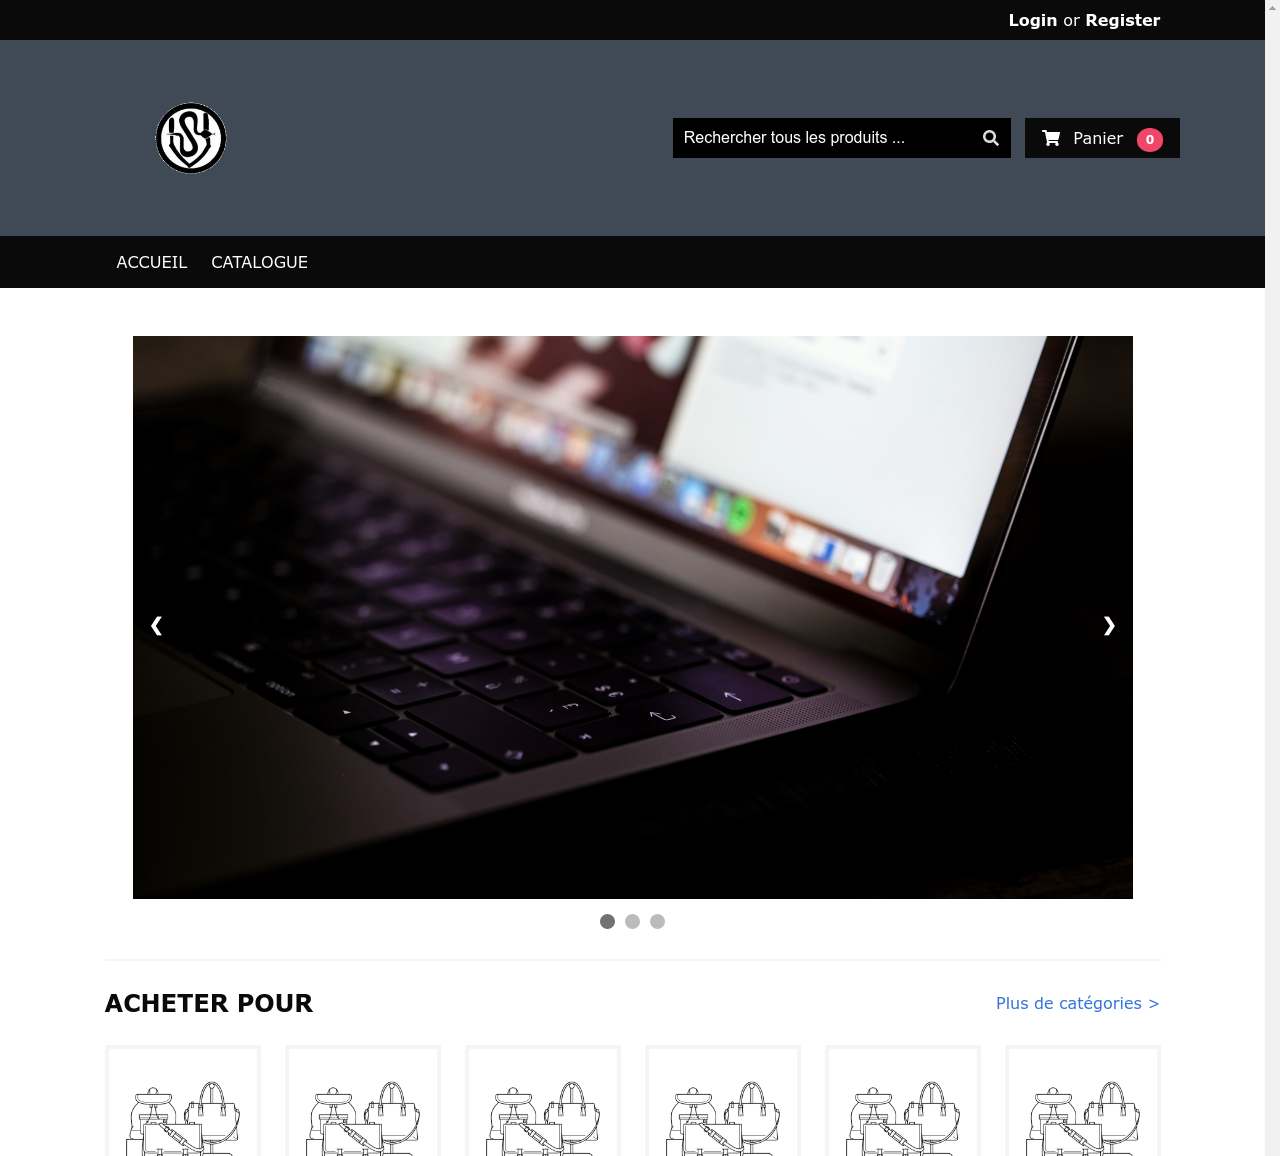 Login or Register
Rechercher tous les produits ...
Panier 0
ACCUEIL CATALOGUE
❮ ❯
ACHETER POUR
Plus de catégories >